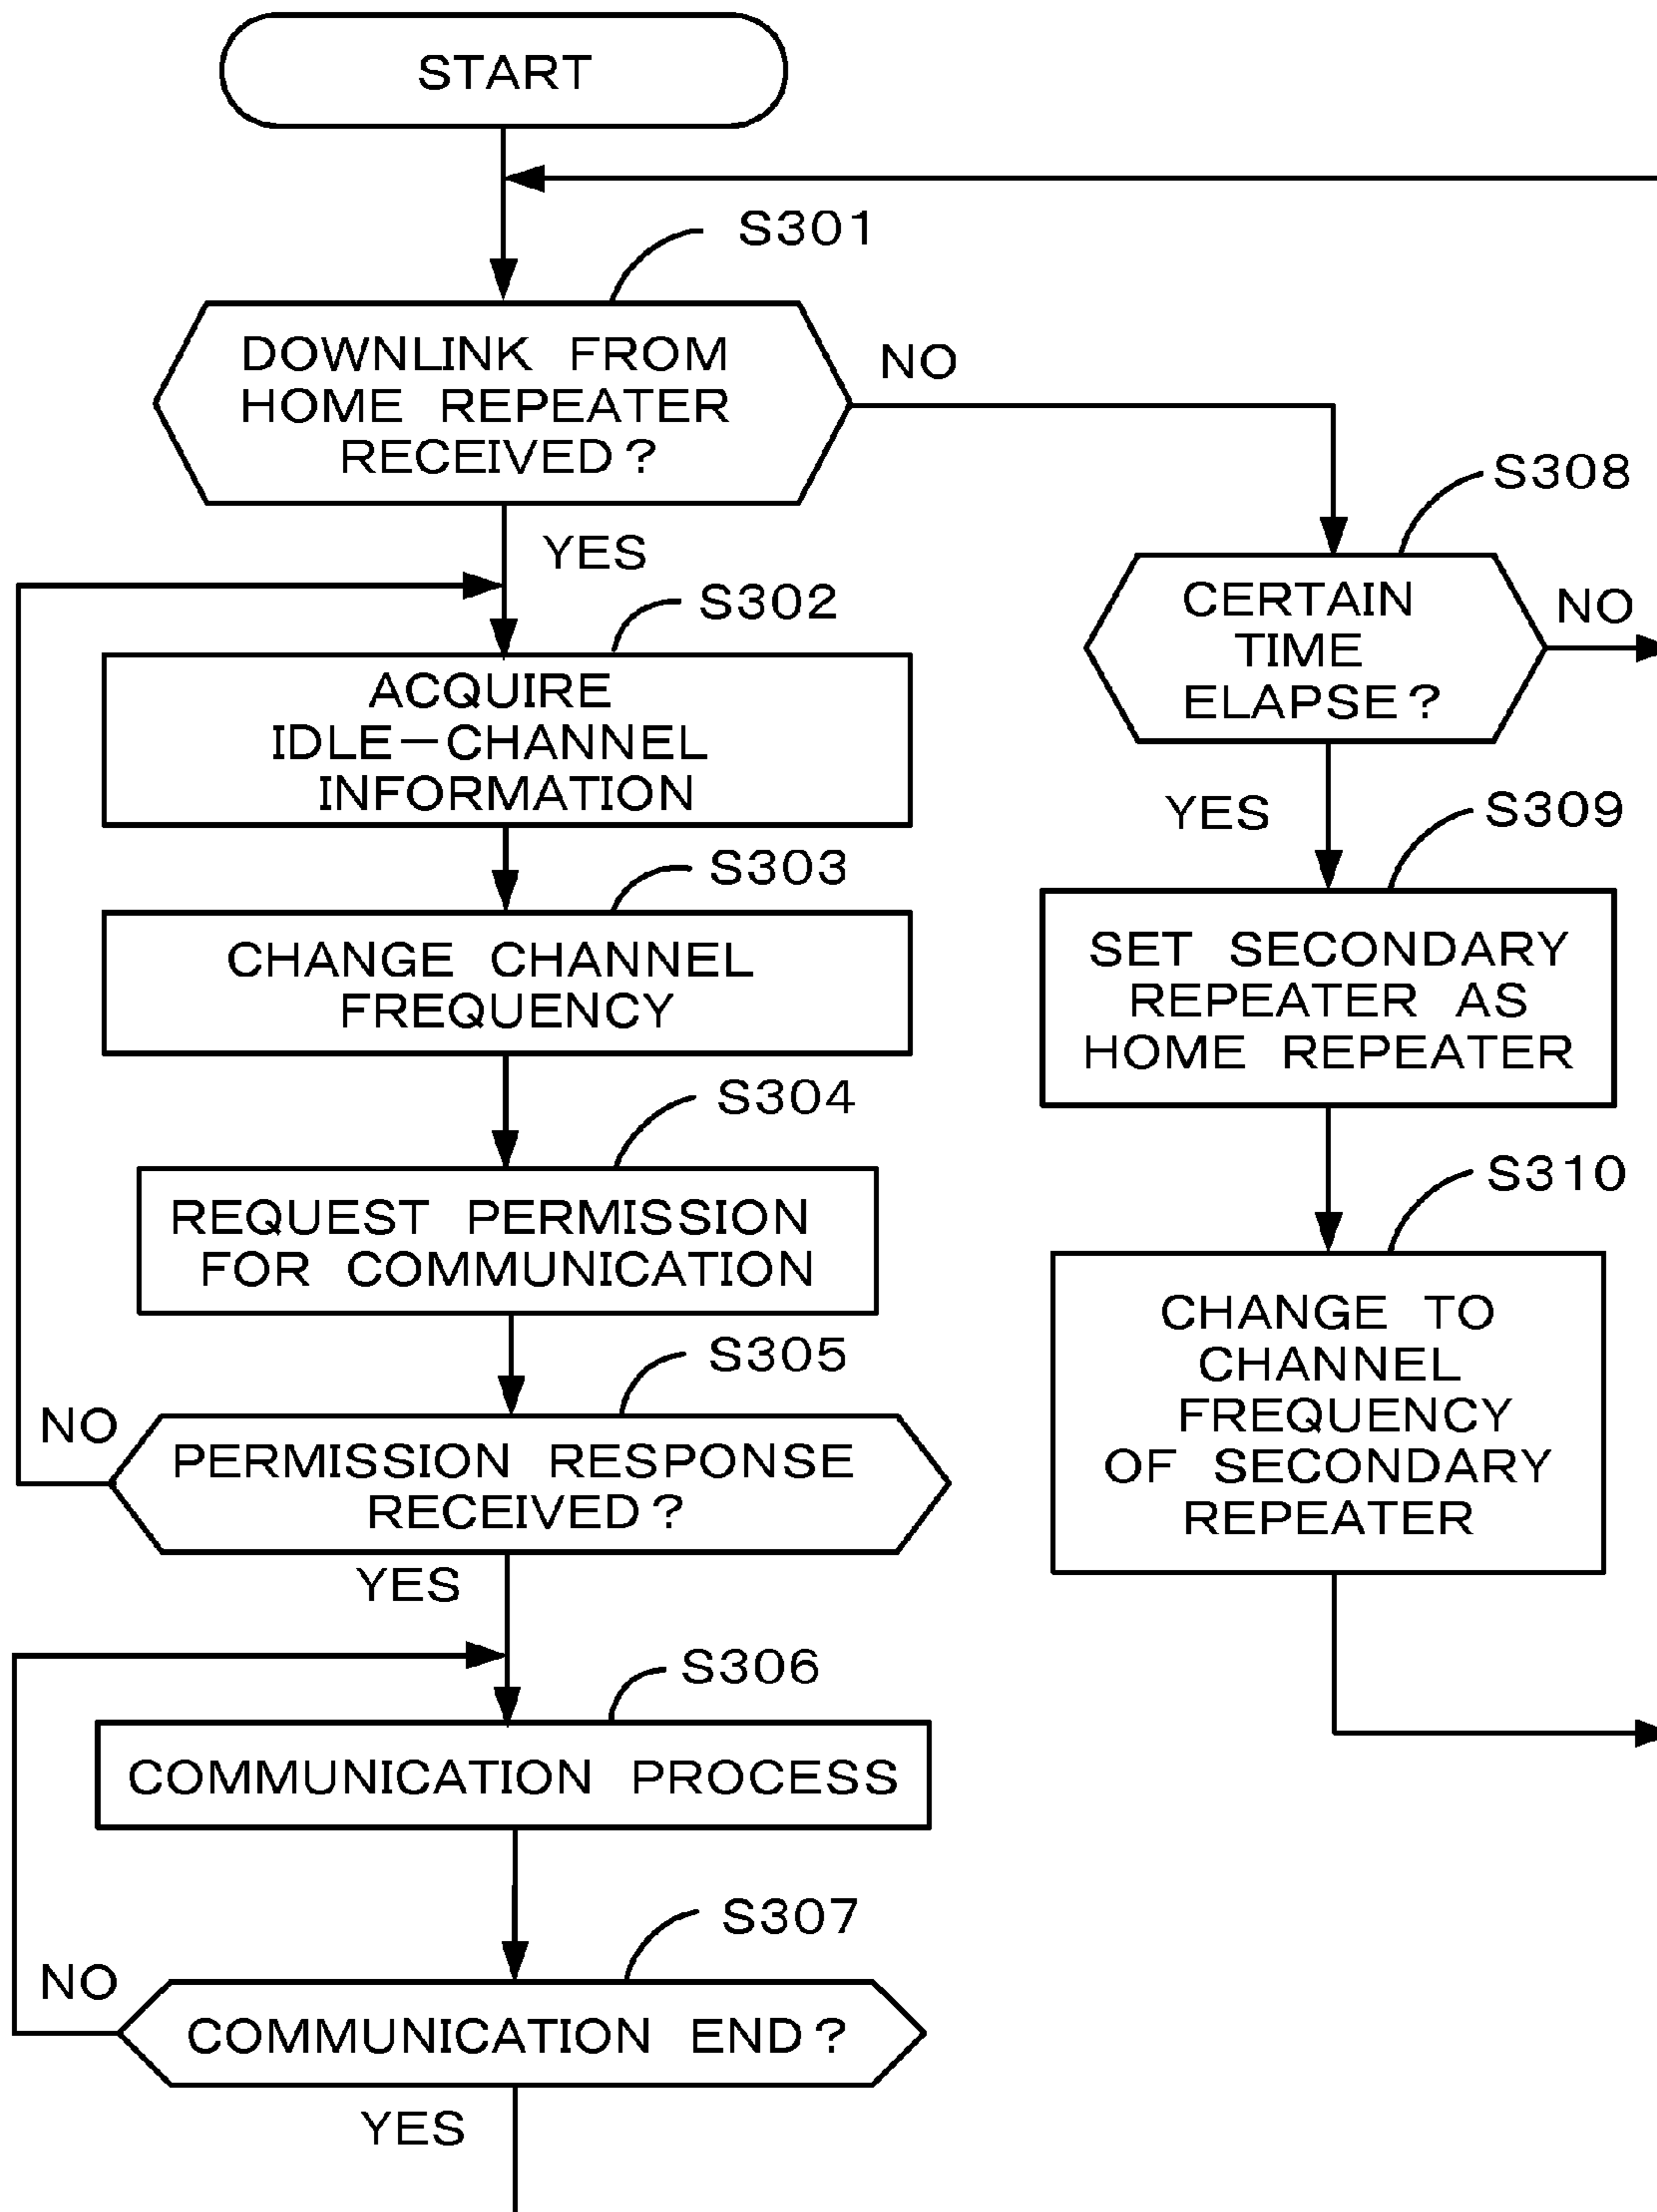 START
S301
DOWNLINK FROM
HOME REPEATER
RECEIVED?
NO
YES
S302
ACQUIRE
IDLE-CHANNEL
INFORMATION
S303
CHANGE CHANNEL
FREQUENCY
S304
REQUEST PERMISSION
FOR COMMUNICATION
S305
NO
PERMISSION RESPONSE
RECEIVED?
YES
S306
COMMUNICATION PROCESS
S307
NO
COMMUNICATION END?
YES
S308
CERTAIN
TIME
ELAPSE?
NO
YES
S309
SET SECONDARY
REPEATER AS
HOME REPEATER
S310
CHANGE TO
CHANNEL
FREQUENCY
OF SECONDARY
REPEATER